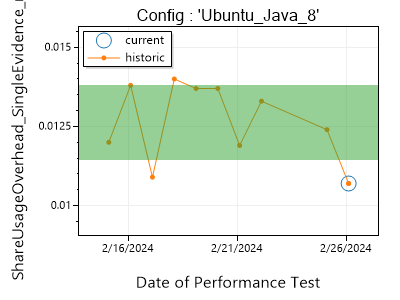 Config : 'Ubuntu_Java_8'
current
historic
0.015
0.0125
0.01
ShareUsageOverhead_SingleEvidence_
2/16/2024
2/21/2024
2/26/2024
Date of Performance Test